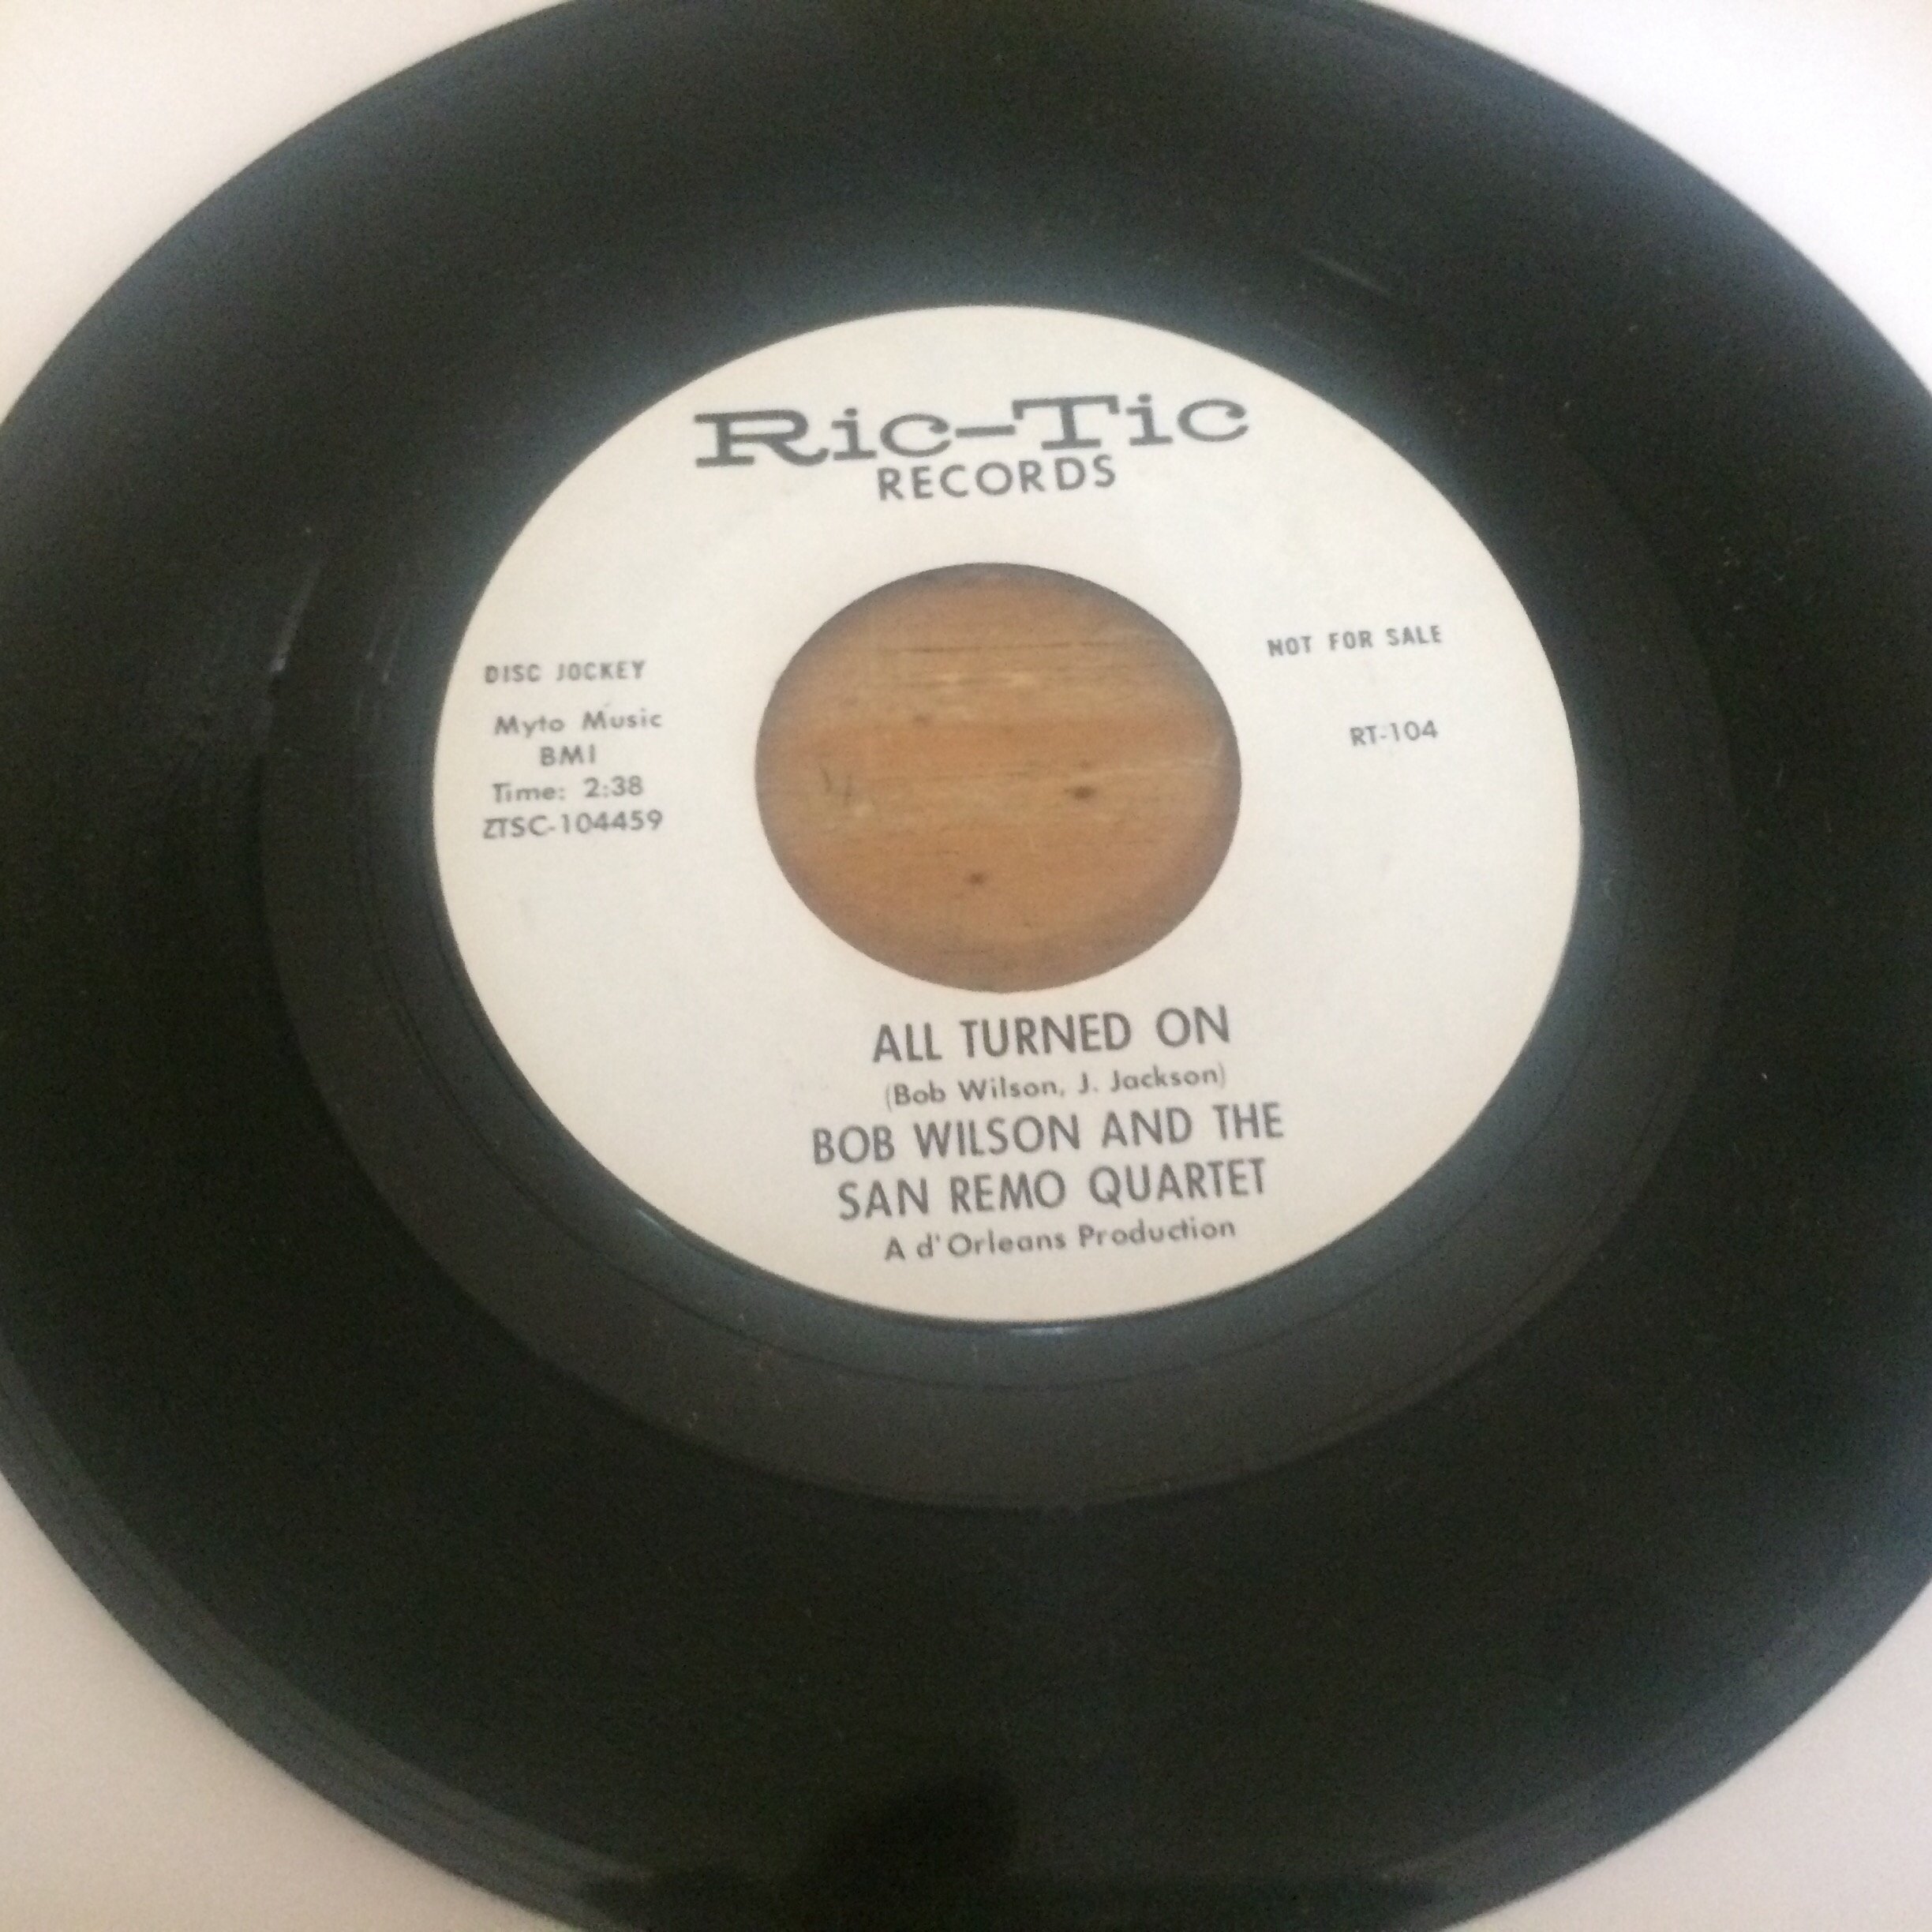 Ric-Tic
RECORDS
DISC JOCKEY
NOT FOR SALE
Myto Music
BMI
Time: 2:38
ZTSC-104459
RT-104
ALL TURNED ON
(Bob Wilson, J. Jackson)
BOB WILSON AND THE
SAN REMO QUARTET
A d'Orleans Production